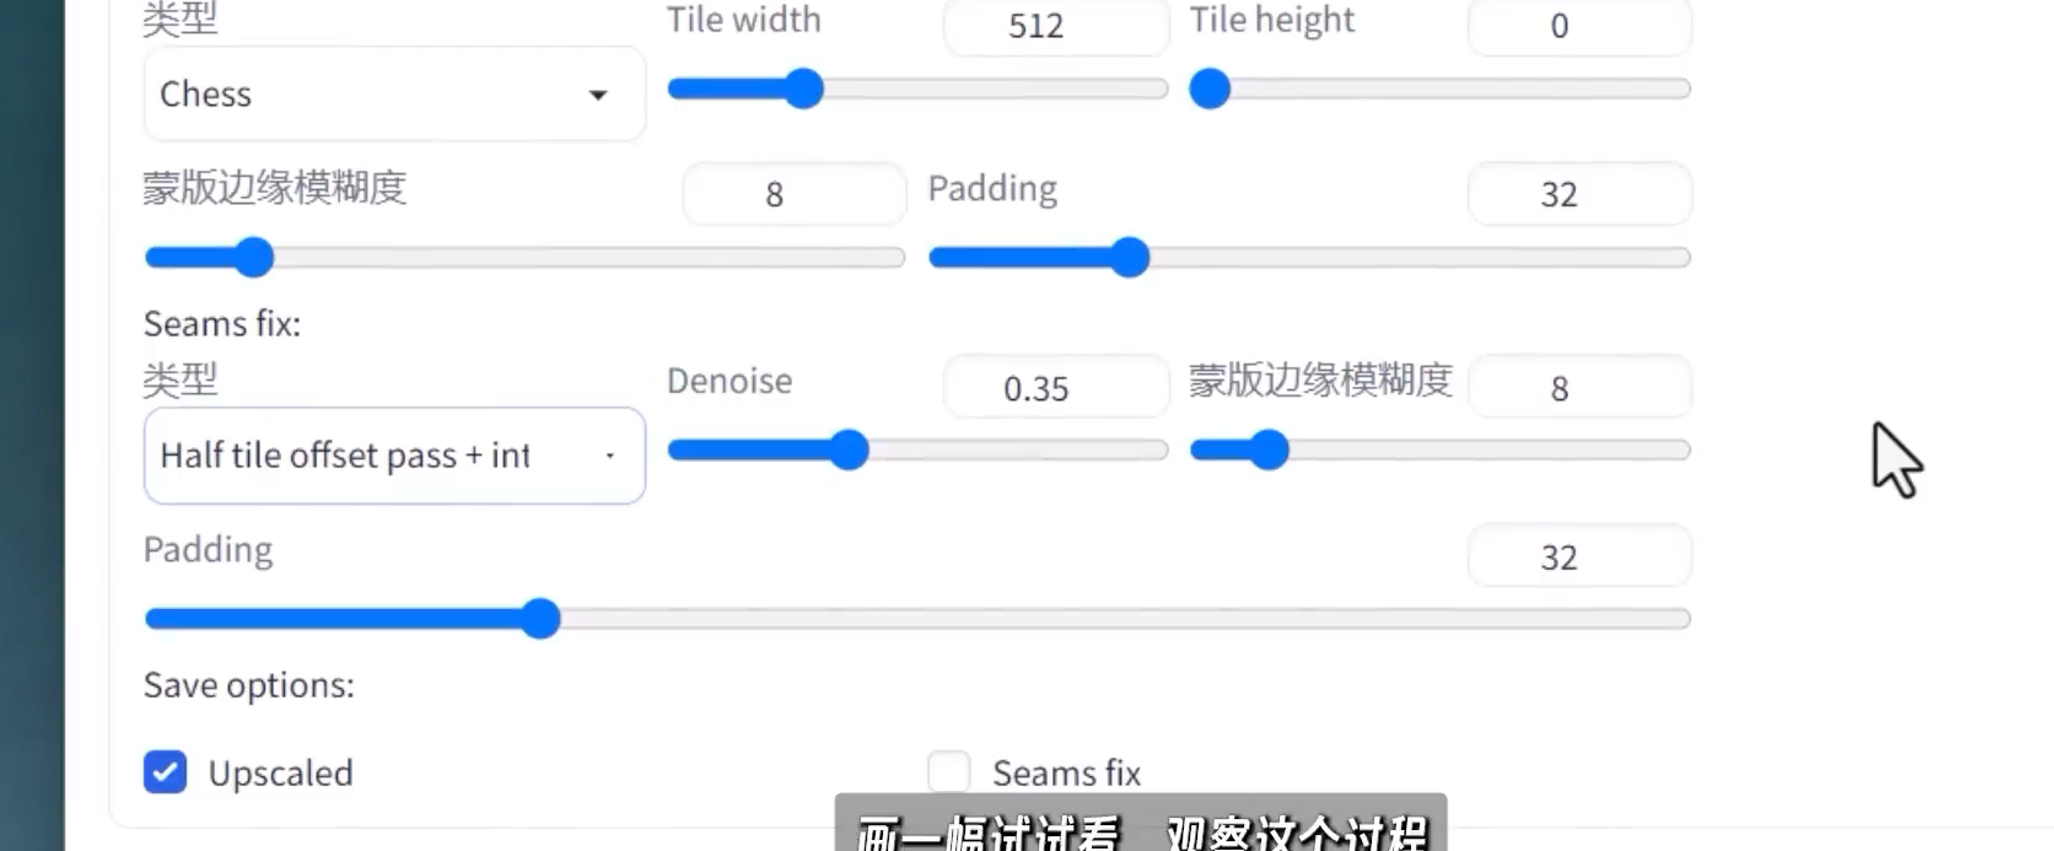 类型 Tile width 512 Tile height 0
Chess
蒙版边缘模糊度 8 Padding 32
Seams fix:
类型 Denoise 0.35 蒙版边缘模糊度 8
Half tile offset pass + int
Padding 32
Save options:
Upscaled Seams fix
画一幅试试看 观察这个过程